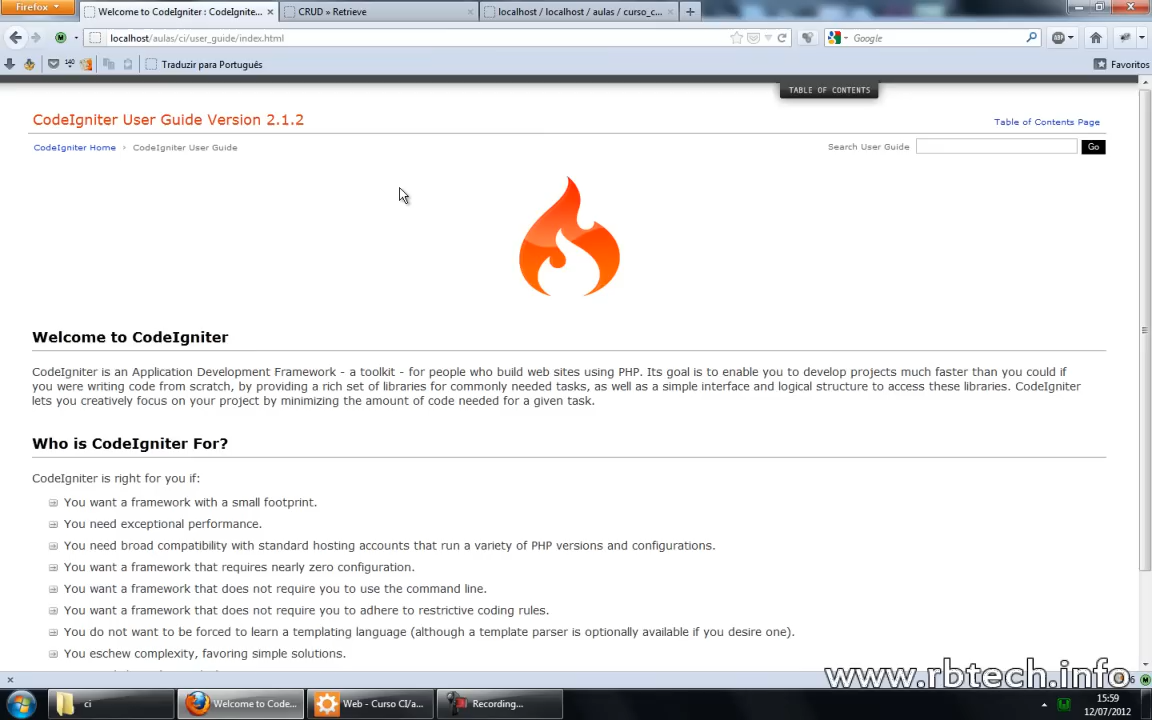 Firefox
Welcome to CodeIgniter : CodeIgnite...
CRUD » Retrieve
localhost / localhost / aulas / curso_c...
localhost/aulas/ci/user_guide/index.html
Google
ABP
140
Traduzir para Português
Favoritos
TABLE OF CONTENTS
CodeIgniter User Guide Version 2.1.2
Table of Contents Page
CodeIgniter Home › CodeIgniter User Guide
Search User Guide
Go
Welcome to CodeIgniter
CodeIgniter is an Application Development Framework - a toolkit - for people who build web sites using PHP. Its goal is to enable you to develop projects much faster than you could if
you were writing code from scratch, by providing a rich set of libraries for commonly needed tasks, as well as a simple interface and logical structure to access these libraries. CodeIgniter
lets you creatively focus on your project by minimizing the amount of code needed for a given task.
Who is CodeIgniter For?
CodeIgniter is right for you if:
You want a framework with a small footprint.
You need exceptional performance.
You need broad compatibility with standard hosting accounts that run a variety of PHP versions and configurations.
You want a framework that requires nearly zero configuration.
You want a framework that does not require you to use the command line.
You want a framework that does not require you to adhere to restrictive coding rules.
You do not want to be forced to learn a templating language (although a template parser is optionally available if you desire one).
You eschew complexity, favoring simple solutions.
www.rbtech.info
ci
Welcome to Code...
Web - Curso CI/a...
Recording...
15:59
12/07/2012